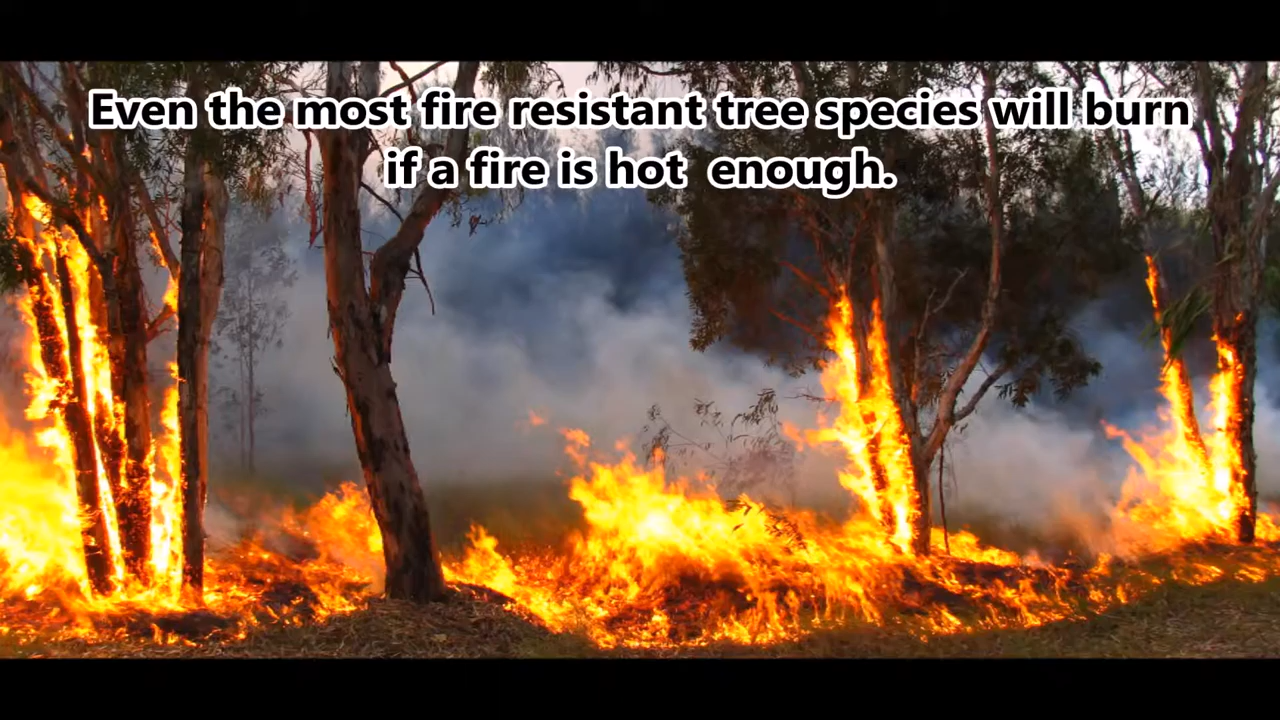 Even the most fire resistant tree species will burn
if a fire is hot  enough.